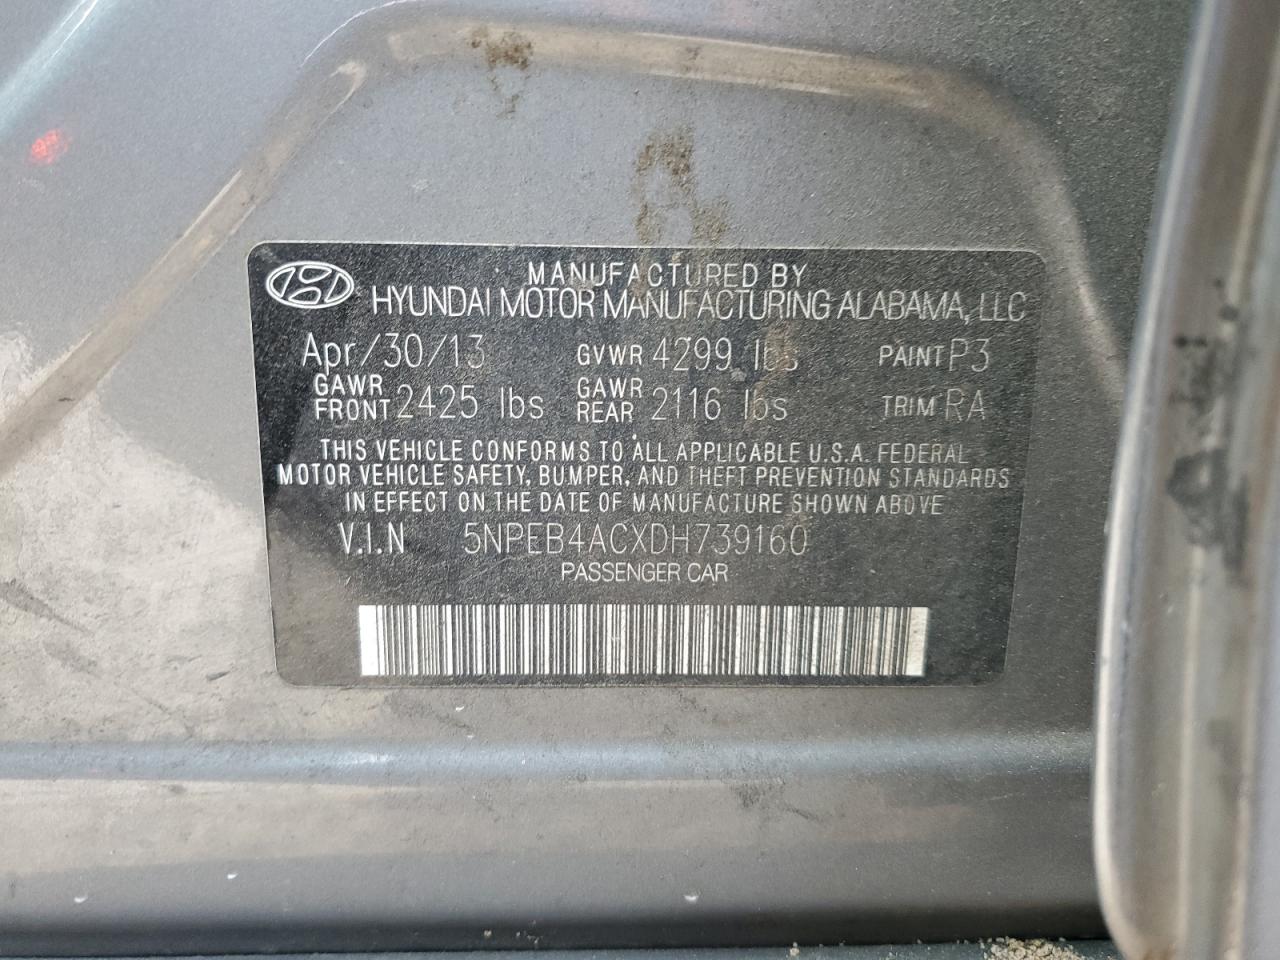 MANUFACTURED BY
HYUNDAI MOTOR MANUFACTURING ALABAMA, LLC
Apr/30/13 GVWR 4299 lbs PAINT P3
GAWR FRONT 2425 lbs GAWR REAR 2116 lbs TRIM RA
THIS VEHICLE CONFORMS TO ALL APPLICABLE U.S.A. FEDERAL
MOTOR VEHICLE SAFETY, BUMPER, AND THEFT PREVENTION STANDARDS
IN EFFECT ON THE DATE OF MANUFACTURE SHOWN ABOVE
V.I.N 5NPEB4ACXDH739160
PASSENGER CAR